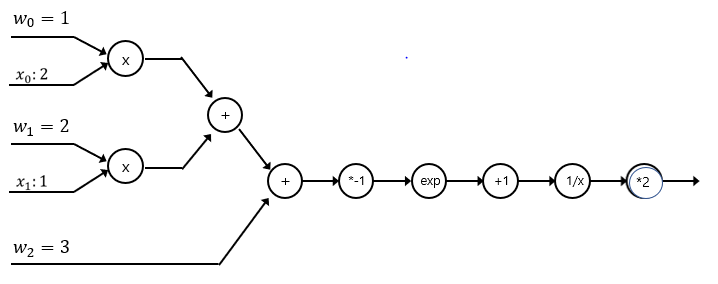 w₀ = 1
x
x₀: 2
+
w₁ = 2
x
x₁: 1
+ *-1 exp +1 1/x *2
w₂ = 3